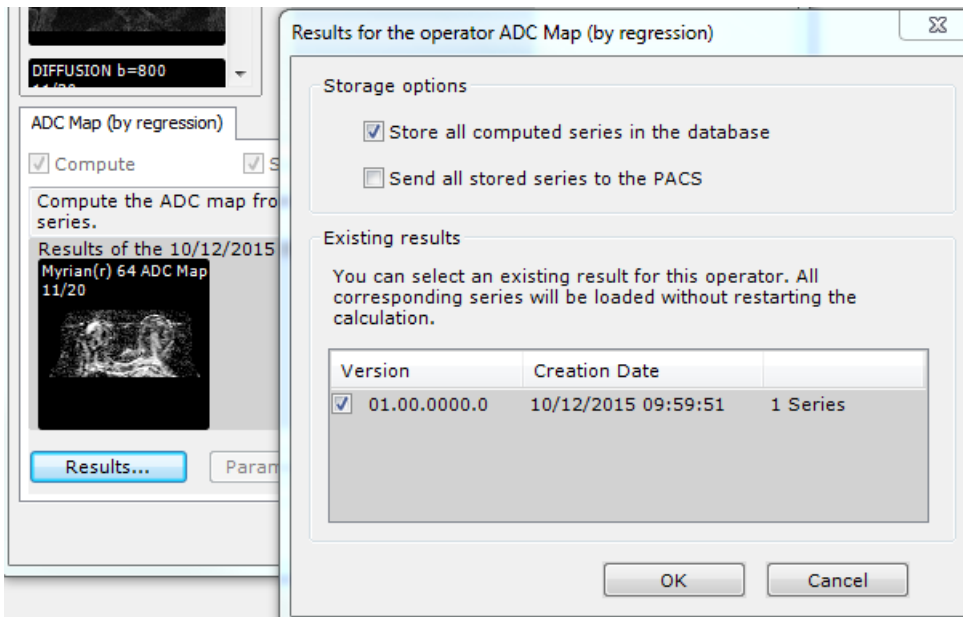 DIFFUSION b=800
11/20
ADC Map (by regression)
Compute
S
Compute the ADC map fro
series.
Results of the 10/12/2015
Myrian(r) 64 ADC Map
11/20
Results...
Param
Results for the operator ADC Map (by regression)
Storage options
Store all computed series in the database
Send all stored series to the PACS
Existing results
You can select an existing result for this operator. All
corresponding series will be loaded without restarting the
calculation.
Version Creation Date
01.00.0000.0 10/12/2015 09:59:51 1 Series
OK Cancel